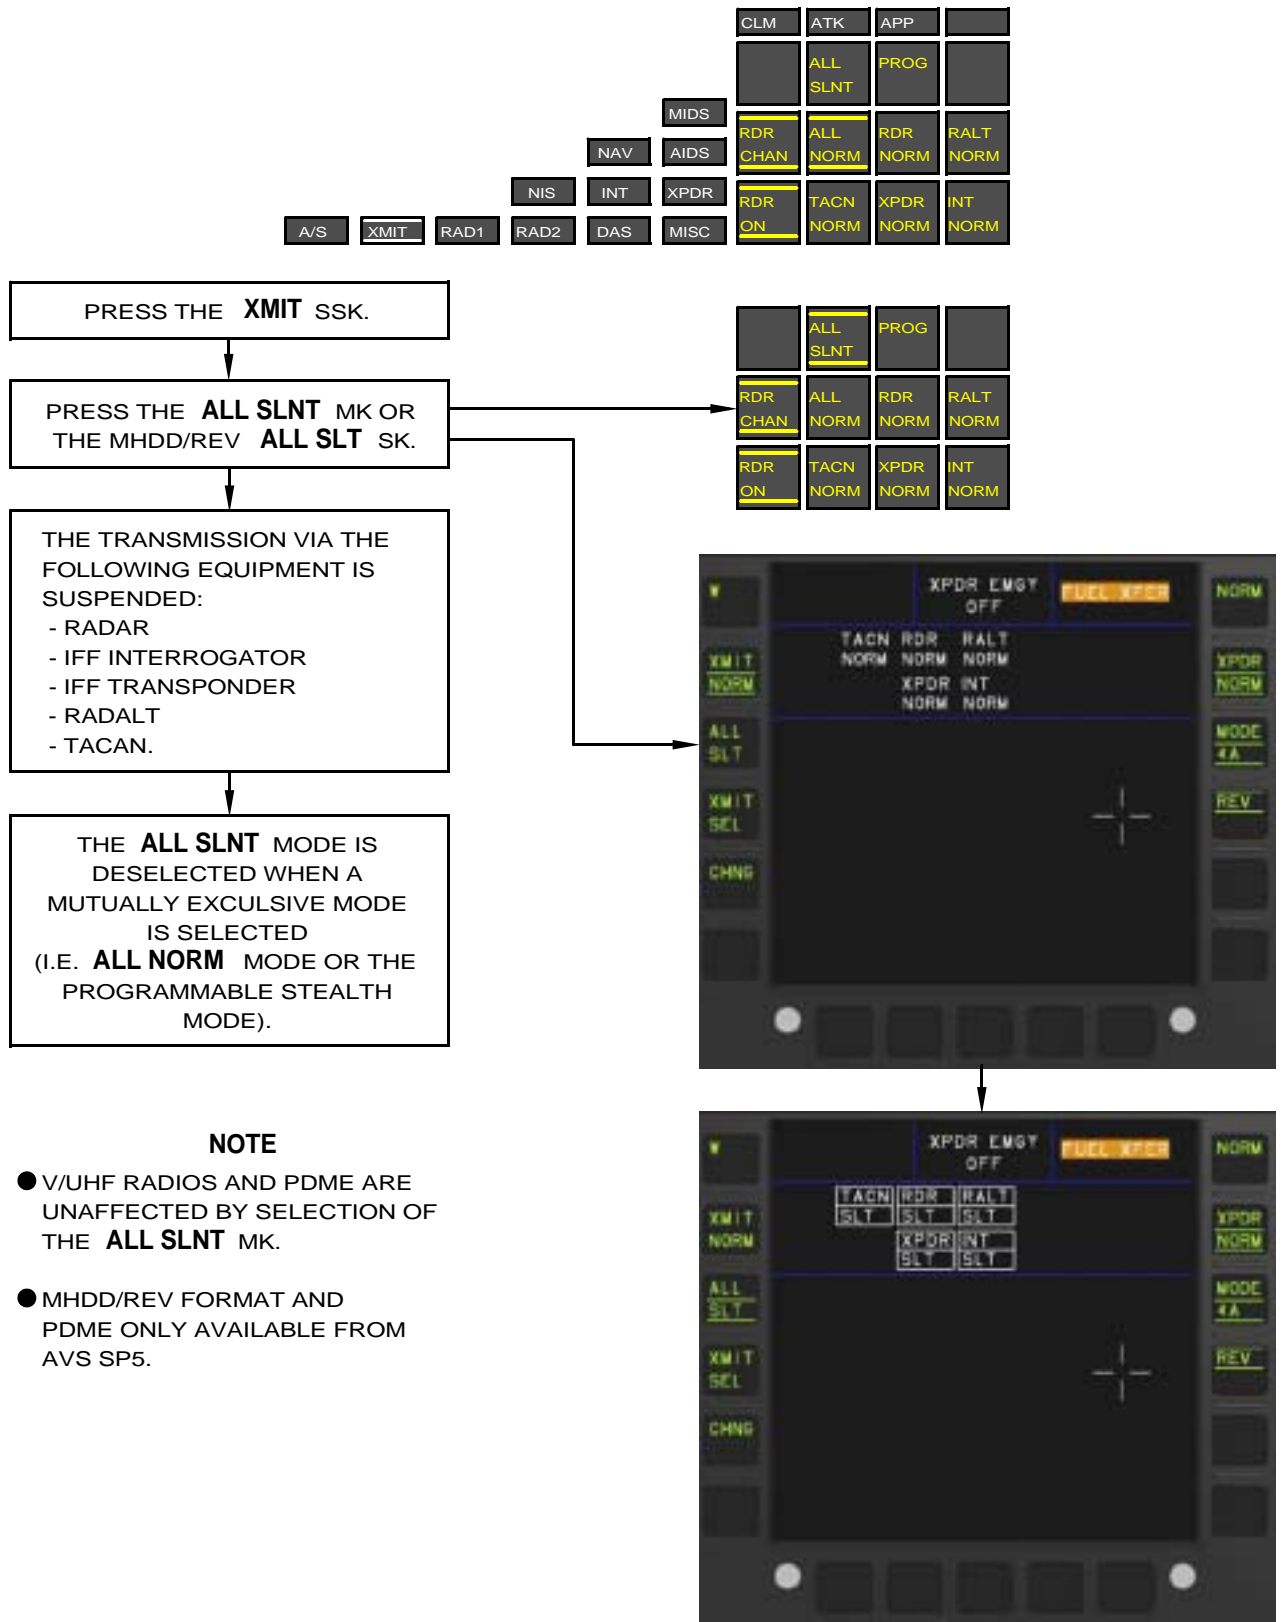 CLM ATK APP
ALL PROG
SLNT
MIDS
RDR ALL RDR RALT
CHAN NORM NORM NORM
NAV AIDS
NIS INT XPDR
RDR TACN XPDR INT
ON NORM NORM NORM
A/S XMIT RAD1 RAD2 DAS MISC
PRESS THE XMIT SSK.
PRESS THE ALL SLNT MK OR
THE MHDD/REV ALL SLT SK.
THE TRANSMISSION VIA THE
FOLLOWING EQUIPMENT IS
SUSPENDED:
- RADAR
- IFF INTERROGATOR
- IFF TRANSPONDER
- RADALT
- TACAN.
THE ALL SLNT MODE IS
DESELECTED WHEN A
MUTUALLY EXCULSIVE MODE
IS SELECTED
(I.E. ALL NORM MODE OR THE
PROGRAMMABLE STEALTH
MODE).
NOTE
● V/UHF RADIOS AND PDME ARE
UNAFFECTED BY SELECTION OF
THE ALL SLNT MK.
● MHDD/REV FORMAT AND
PDME ONLY AVAILABLE FROM
AVS SP5.
ALL PROG
SLNT
RDR ALL RDR RALT
CHAN NORM NORM NORM
RDR TACN XPDR INT
ON NORM NORM NORM
XPDR EMGY FUEL XFER NORM
OFF
TACN RDR RALT
NORM NORM NORM
XMIT XPDR
NORM NORM
XPDR INT
NORM NORM
ALL MODE
SLT 4A
XMIT REV
SEL
CHNG
XPDR EMGY FUEL XFER NORM
OFF
TACN RDR RALT
SLT SLT SLT
XMIT XPDR
NORM NORM
XPDR INT
SLT SLT
ALL MODE
SLT 4A
XMIT REV
SEL
CHNG